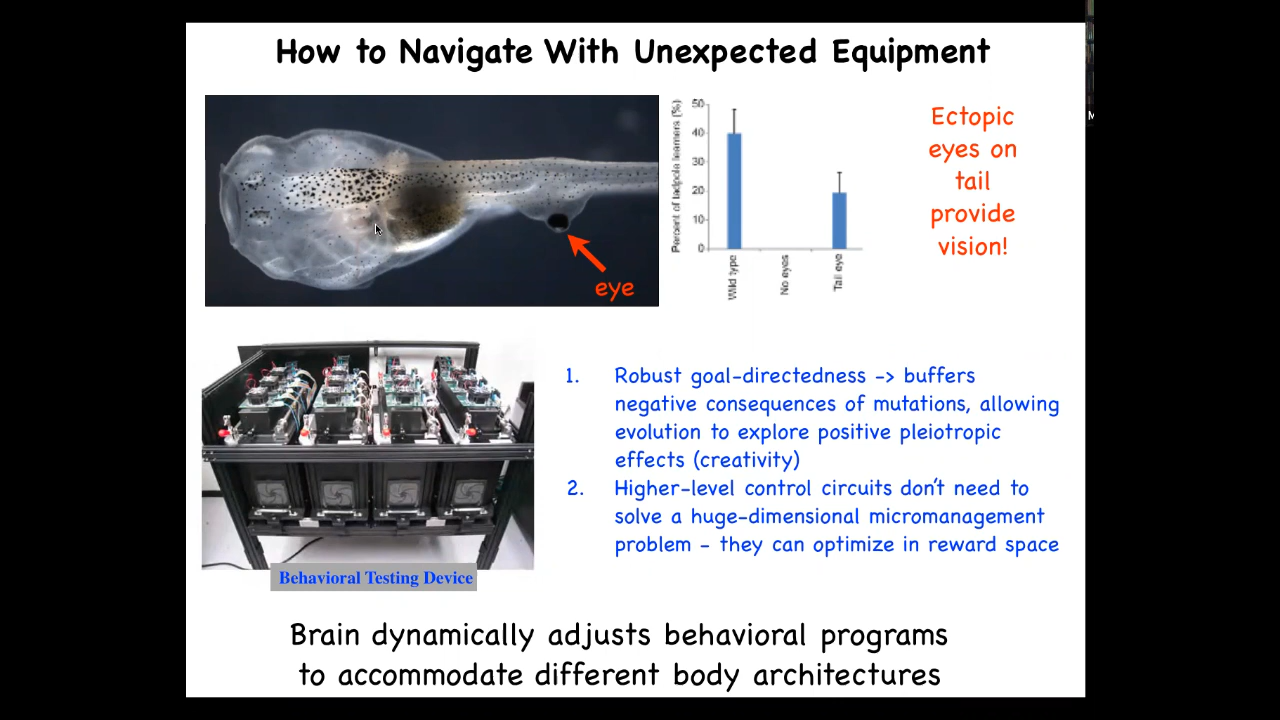 How to Navigate With Unexpected Equipment
eye
Percent of tadpole learners (%)
50
40
30
20
10
0
Wild type
No eyes
Tail eye
Ectopic
eyes on
tail
provide
vision!
Behavioral Testing Device
1. Robust goal-directedness -> buffers
negative consequences of mutations, allowing
evolution to explore positive pleiotropic
effects (creativity)
2. Higher-level control circuits don't need to
solve a huge-dimensional micromanagement
problem - they can optimize in reward space
Brain dynamically adjusts behavioral programs
to accommodate different body architectures
M